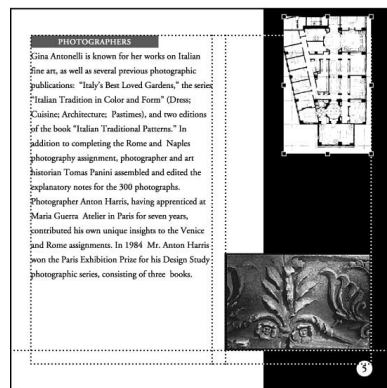 PHOTOGRAPHERS
Gina Antonelli is known for her works on Italian
fine art, as well as several previous photographic
publications: “Italy’s Best Loved Gardens,” the series
“Italian Tradition in Color and Form” (Dress;
Cuisine; Architecture; Pastimes), and two editions
of the book “Italian Traditional Patterns.” In
addition to completing the Rome and Naples
photography assignment, photographer and art
historian Tomas Panini assembled and edited the
explanatory notes for the 300 photographs.
Photographer Anton Harris, having apprenticed at
Maria Guerra Atelier in Paris for seven years,
contributed his own unique insights to the Venice
and Rome assignments. In 1984 Mr. Anton Harris
won the Paris Exhibition Prize for his Design Study
photographic series, consisting of three books.
5